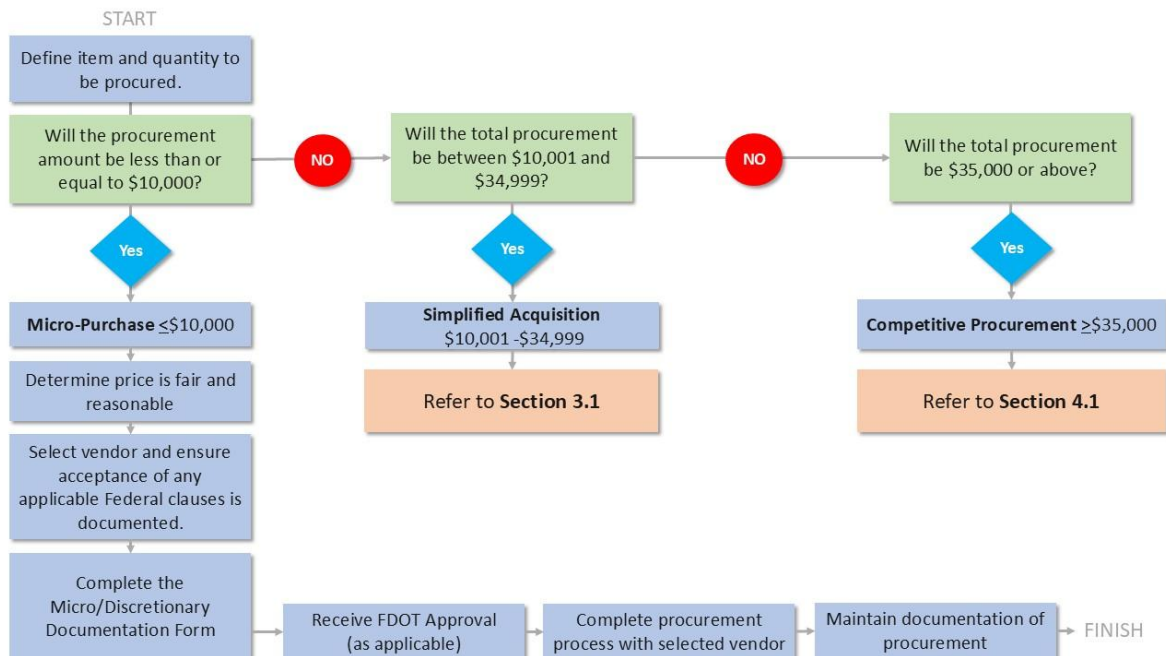 START
Define item and quantity to
be procured.
Will the procurement
amount be less than or
equal to $10,000?
NO
Will the total procurement
be between $10,001 and
$34,999?
NO
Will the total procurement
be $35,000 or above?
Yes
Yes
Yes
Micro-Purchase ≤$10,000
Simplified Acquisition
$10,001 -$34,999
Competitive Procurement ≥$35,000
Determine price is fair and
reasonable
Refer to Section 3.1
Refer to Section 4.1
Select vendor and ensure
acceptance of any
applicable Federal clauses is
documented.
Complete the
Micro/Discretionary
Documentation Form
Receive FDOT Approval
(as applicable)
Complete procurement
process with selected vendor
Maintain documentation of
procurement
FINISH